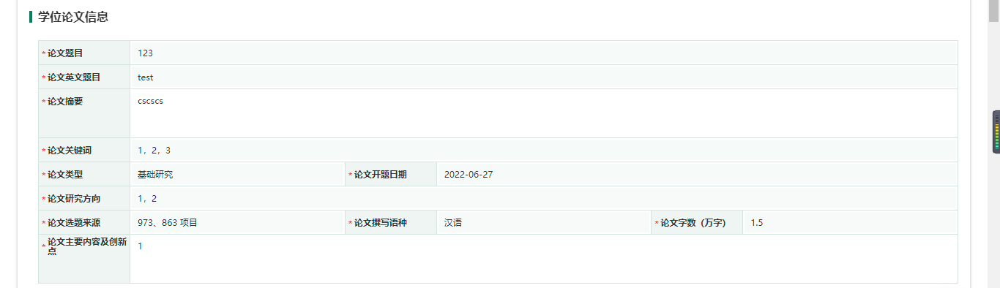 学位论文信息
* 论文题目 123
* 论文英文题目 test
* 论文摘要 cscscs
* 论文关键词 1，2，3
* 论文类型 基础研究 * 论文开题日期 2022-06-27
* 论文研究方向 1，2
* 论文选题来源 973、863 项目 * 论文撰写语种 汉语 * 论文字数（万字） 1.5
* 论文主要内容及创新
点
1